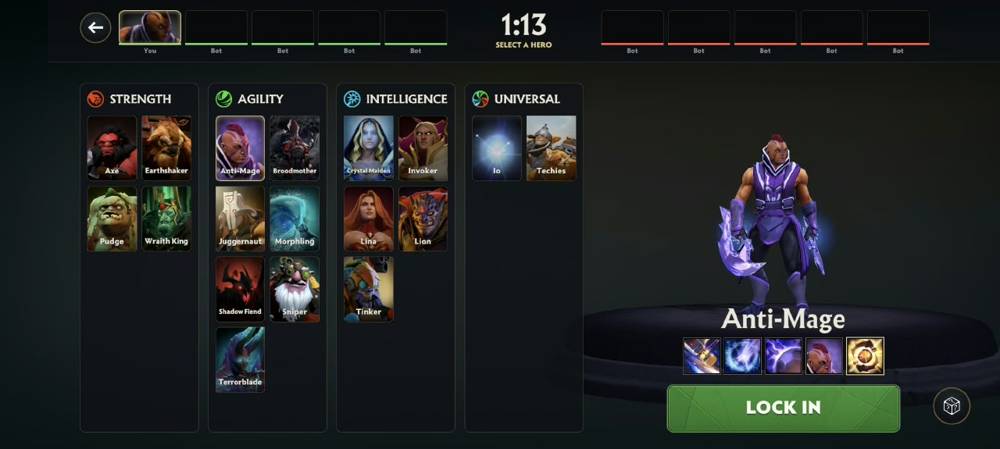 1:13
SELECT A HERO
You
Bot
Bot
Bot
Bot
Bot
Bot
Bot
Bot
Bot
STRENGTH
Axe
Earthshaker
Pudge
Wraith King
AGILITY
Anti-Mage
Broodmother
Juggernaut
Morphling
Shadow Fiend
Sniper
Terrorblade
INTELLIGENCE
Crystal Maiden
Invoker
Lina
Lion
Tinker
UNIVERSAL
Io
Techies
Anti-Mage
LOCK IN